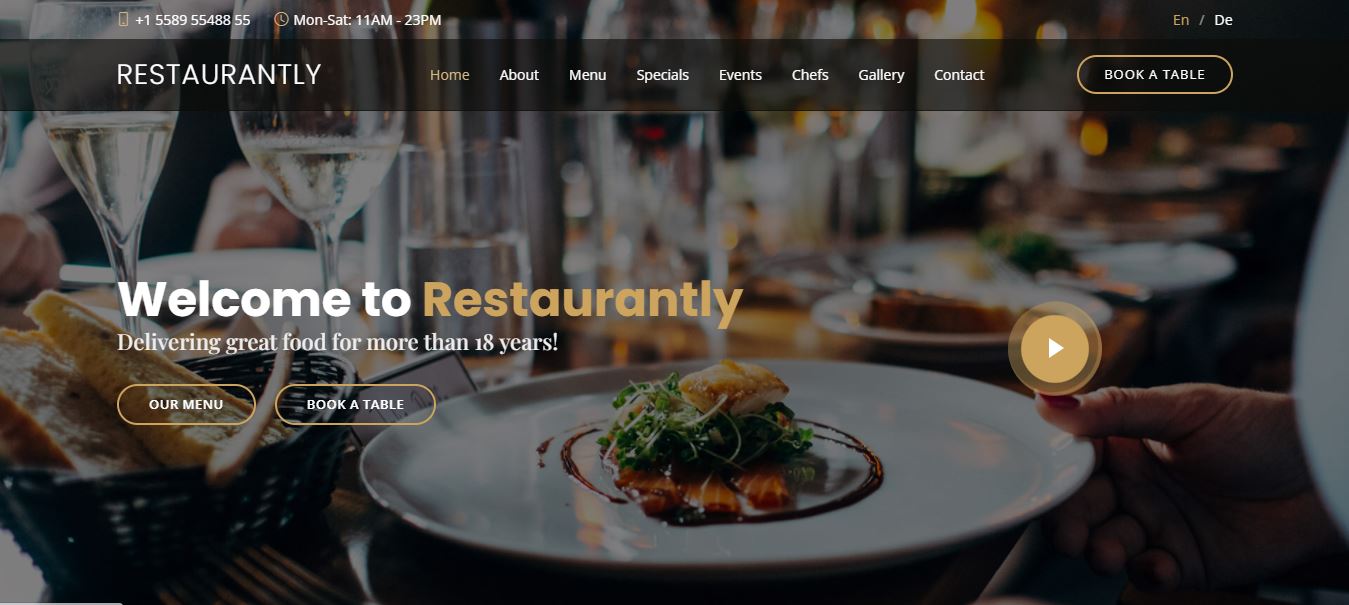 +1 5589 55488 55 Mon-Sat: 11AM - 23PM En / De
RESTAURANTLY Home About Menu Specials Events Chefs Gallery Contact BOOK A TABLE
Welcome to Restaurantly
Delivering great food for more than 18 years!
OUR MENU BOOK A TABLE